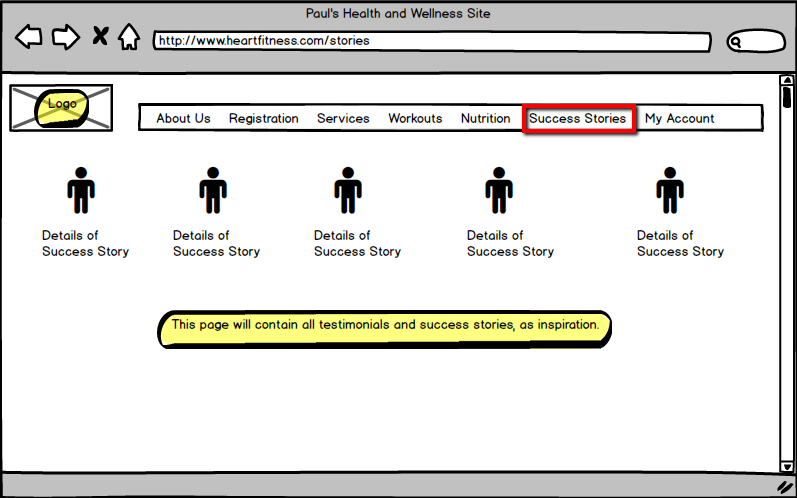 Paul's Health and Wellness Site
http://www.heartfitness.com/stories
Logo
About Us Registration Services Workouts Nutrition Success Stories My Account
Details of
Success Story
Details of
Success Story
Details of
Success Story
Details of
Success Story
Details of
Success Story
This page will contain all testimonials and success stories, as inspiration.